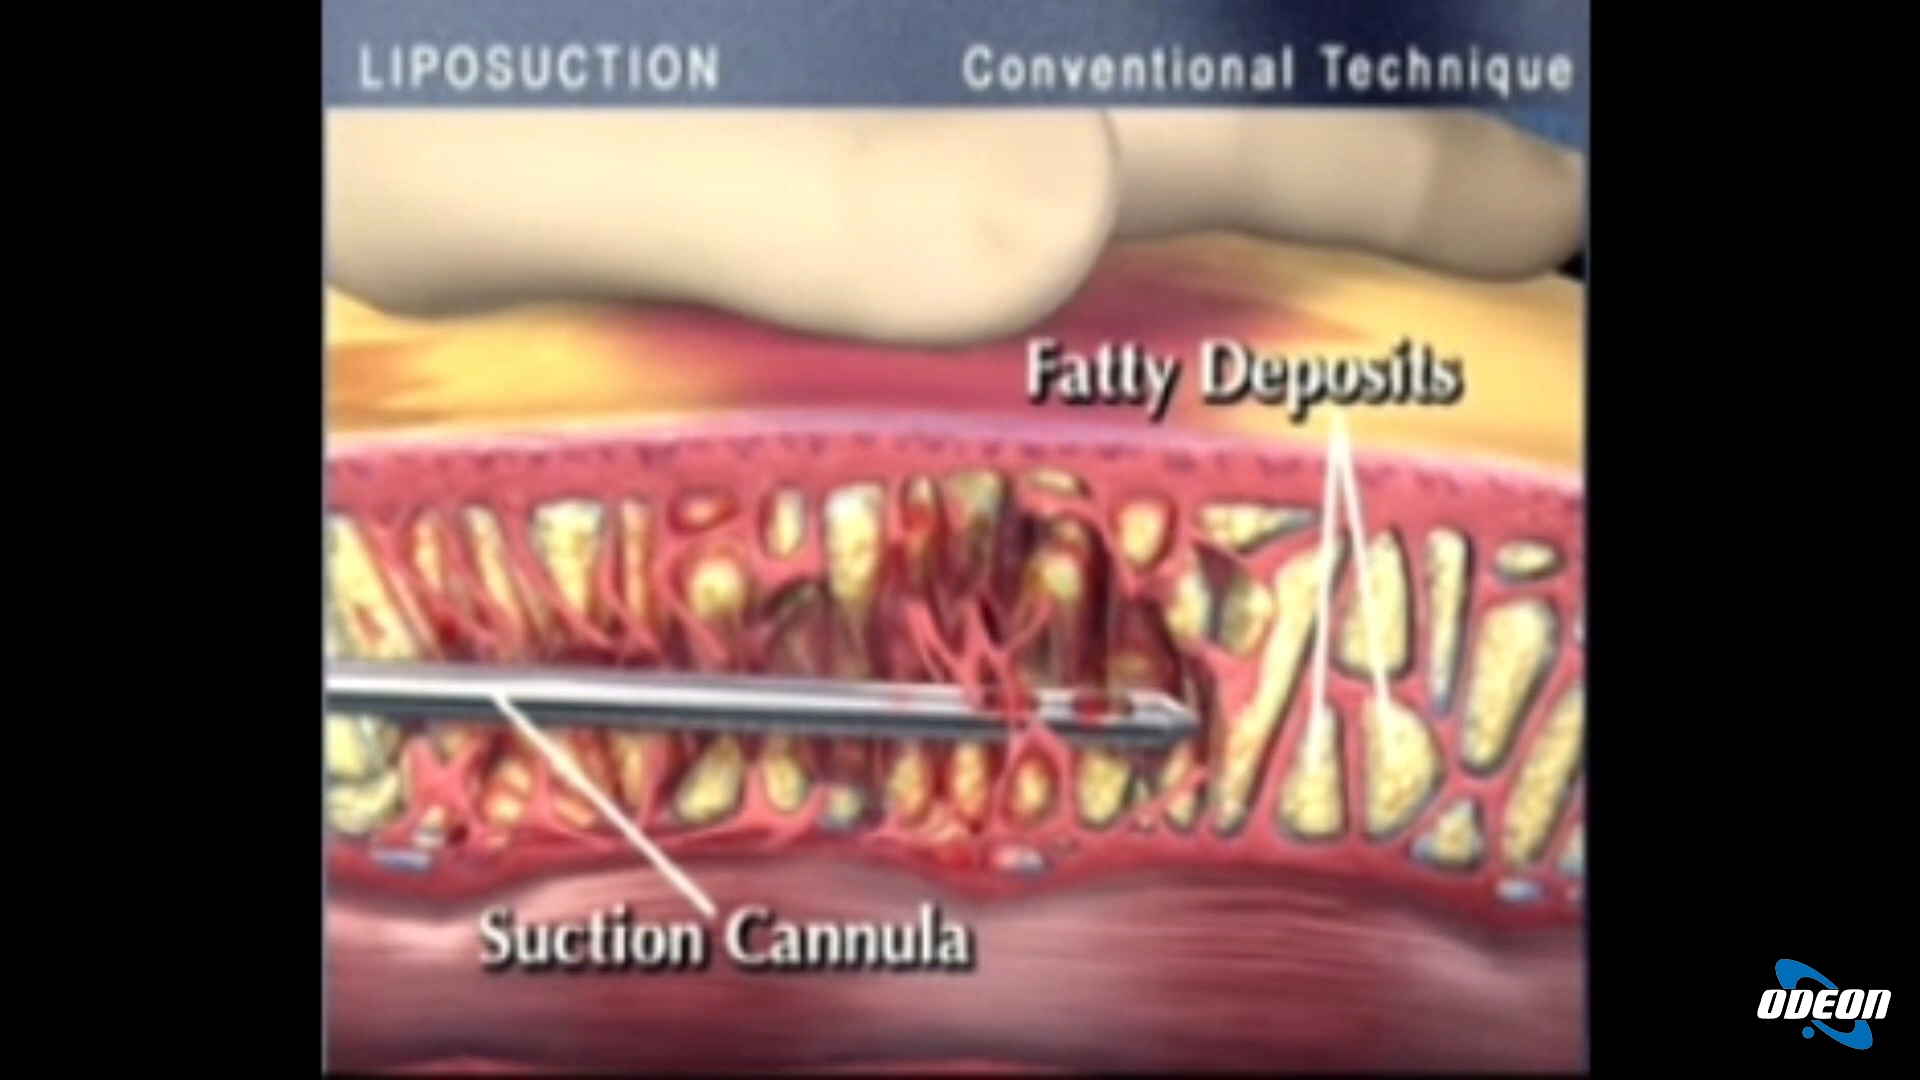 LIPOSUCTION
Conventional Technique
Fatty Deposits
Suction Cannula
ODEON